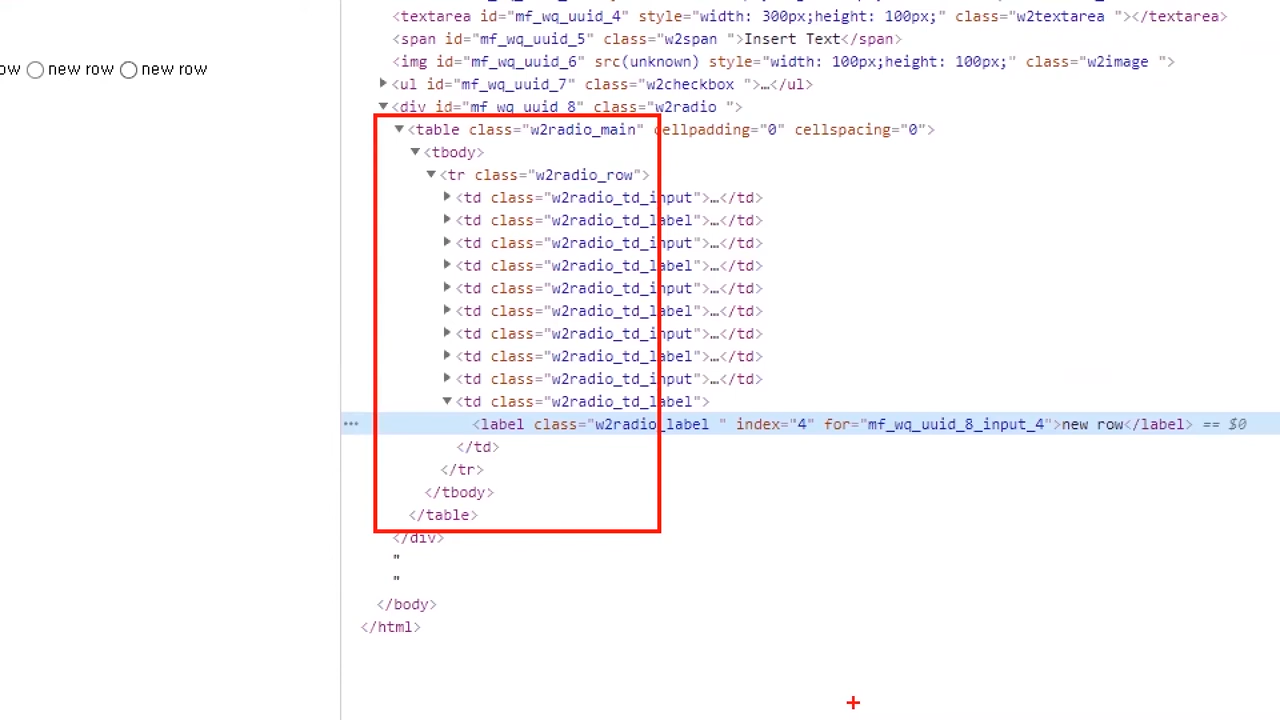 ow new row new row
<textarea id="mf_wq_uuid_4" style="width: 300px;height: 100px;" class="w2textarea "></textarea>
<span id="mf_wq_uuid_5" class="w2span ">Insert Text</span>
<img id="mf_wq_uuid_6" src(unknown) style="width: 100px;height: 100px;" class="w2image ">
<ul id="mf_wq_uuid_7" class="w2checkbox ">…</ul>
<div id="mf_wq_uuid_8" class="w2radio ">
<table class="w2radio_main" cellpadding="0" cellspacing="0">
<tbody>
<tr class="w2radio_row">
<td class="w2radio_td_input">…</td>
<td class="w2radio_td_label">…</td>
<td class="w2radio_td_input">…</td>
<td class="w2radio_td_label">…</td>
<td class="w2radio_td_input">…</td>
<td class="w2radio_td_label">…</td>
<td class="w2radio_td_input">…</td>
<td class="w2radio_td_label">…</td>
<td class="w2radio_td_input">…</td>
<td class="w2radio_td_label">
<label class="w2radio_label " index="4" for="mf_wq_uuid_8_input_4">new row</label> == $0
</td>
</tr>
</tbody>
</table>
</div>
"
"
</body>
</html>